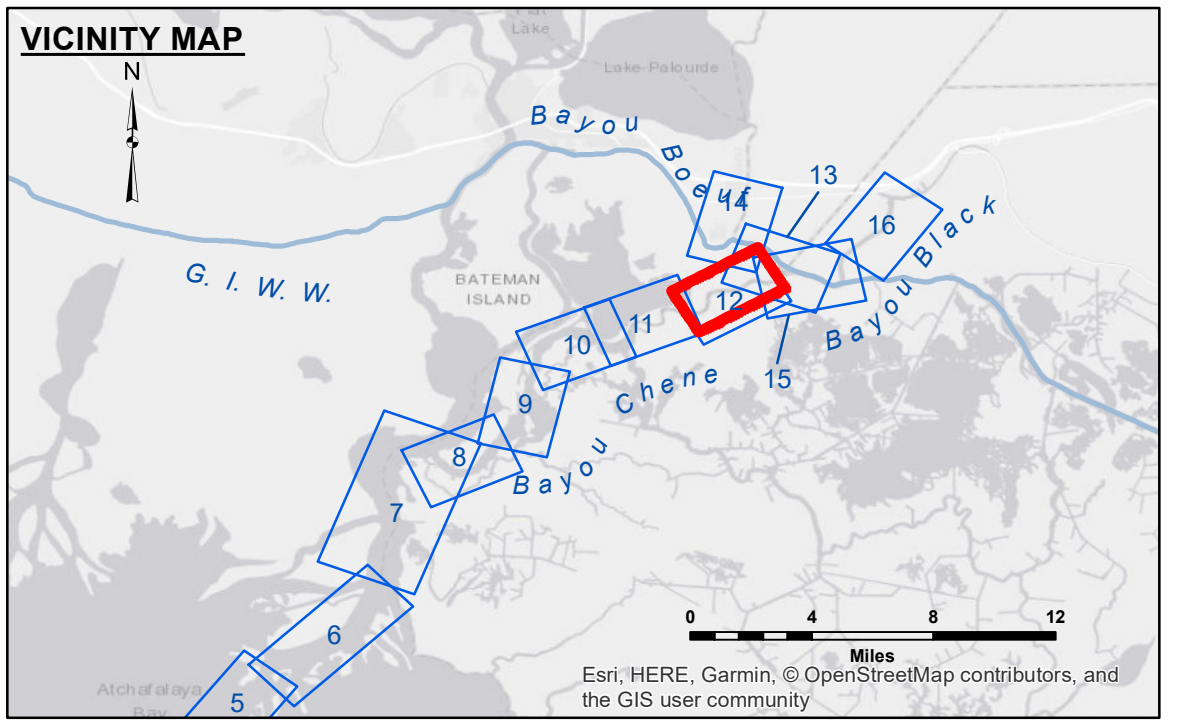 VICINITY MAP
N
Flat
Lake
Lake Palourde
Bayou
Boeuf
13
14
16
Bayou Black
G. I. W. W.
BATEMAN
ISLAND
12
11
10
15
Chene
9
8
Bayou
7
6
5
0 4 8 12
Miles
Atchafalaya
Bay
Esri, HERE, Garmin, © OpenStreetMap contributors, and
the GIS user community